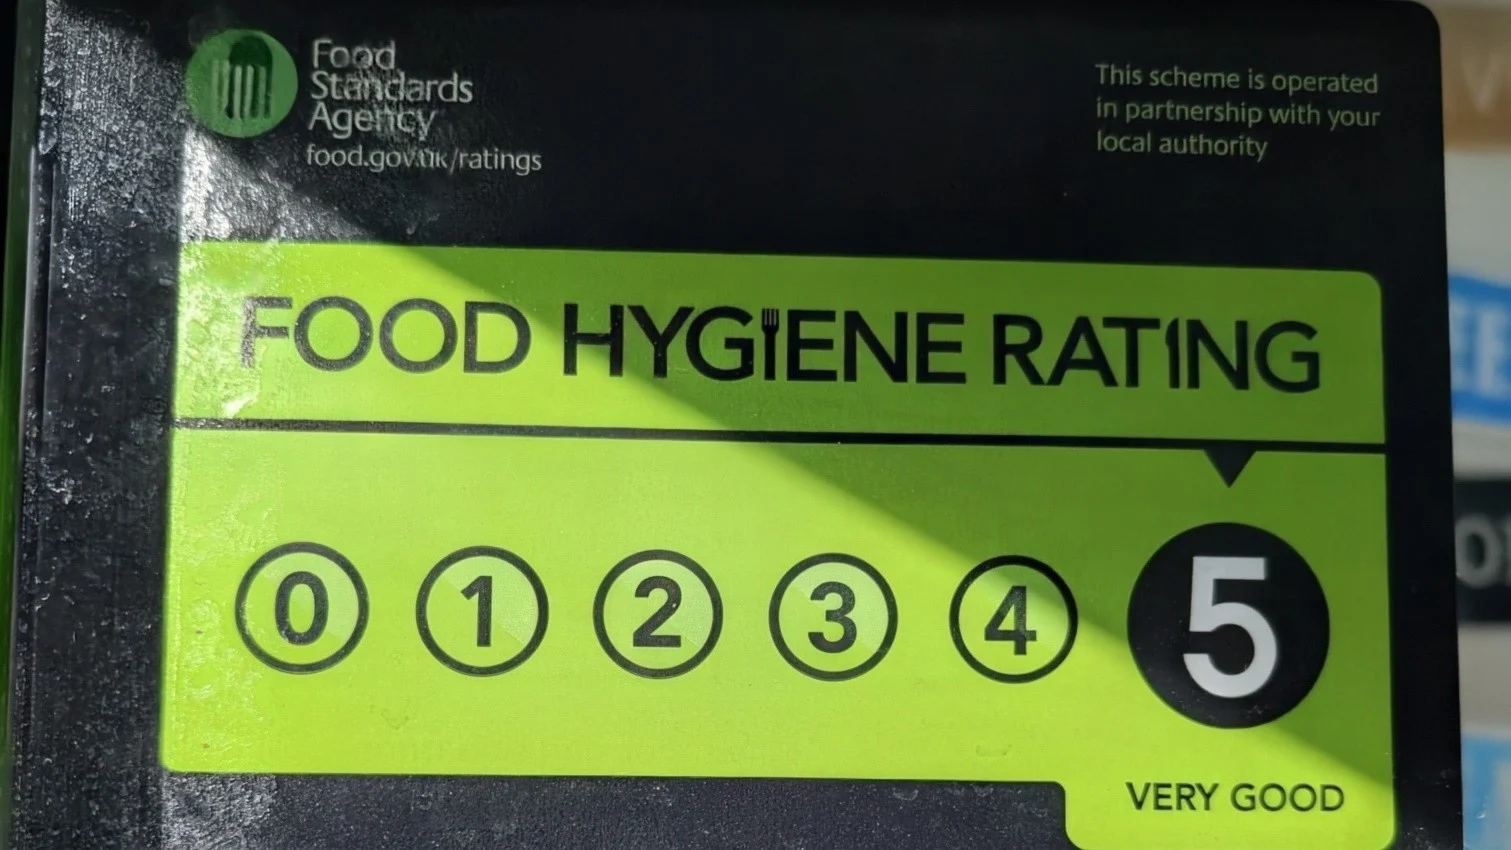 Food
Standards
Agency
food.gov.uk/ratings
This scheme is operated
in partnership with your
local authority
FOOD HYGIENE RATING
0 1 2 3 4 5
VERY GOOD